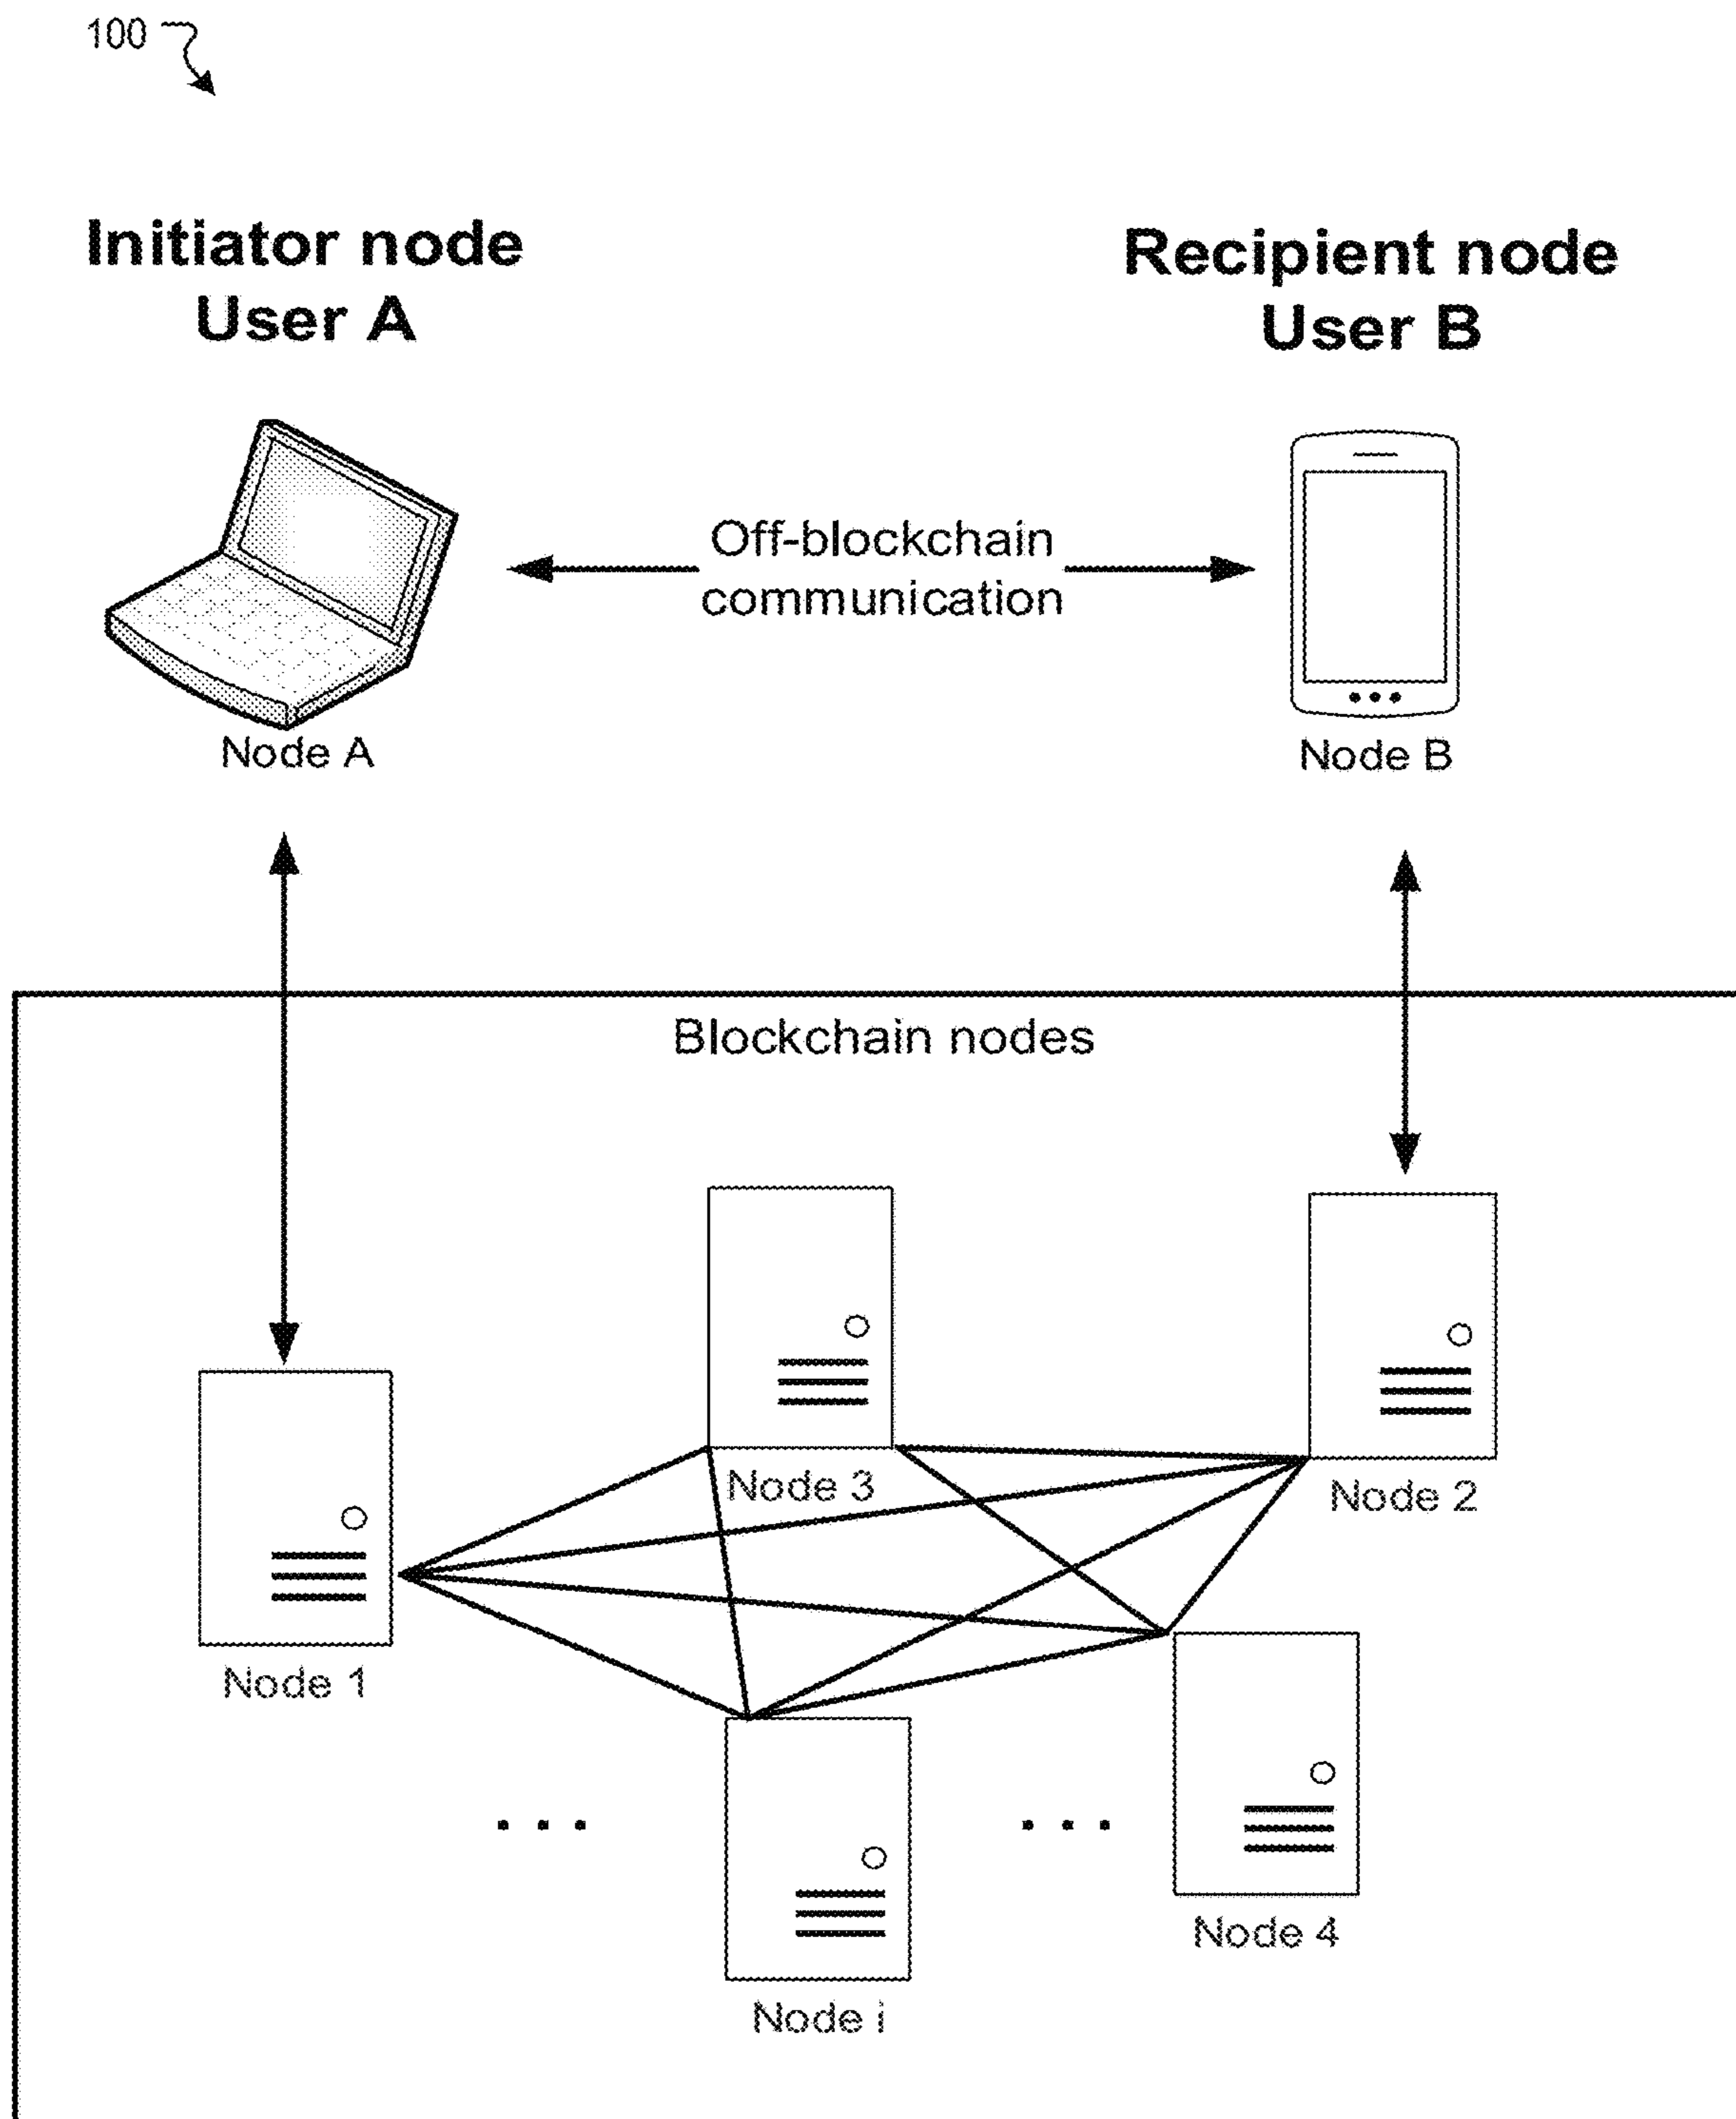 100
Initiator node
User A
Recipient node
User B
Off-blockchain
communication
Node A
Node B
Blockchain nodes
Node 3
Node 2
Node 1
Node 4
Node i